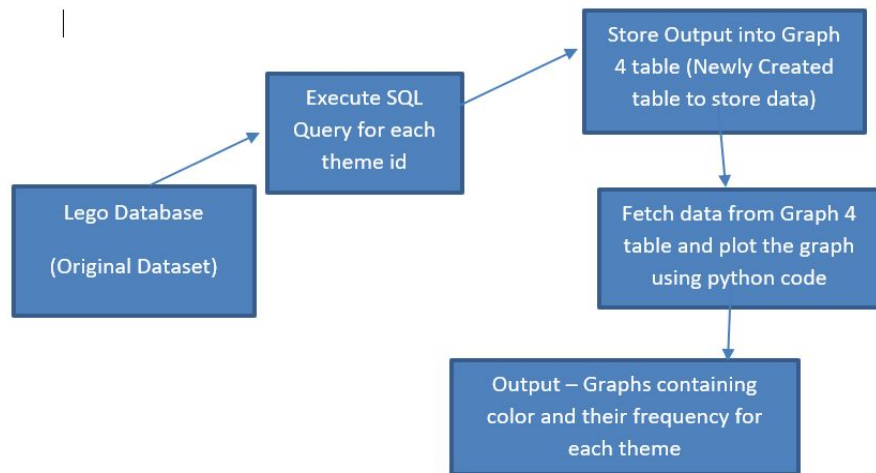 Lego Database
(Original Dataset)
Execute SQL
Query for each
theme id
Store Output into Graph
4 table (Newly Created
table to store data)
Fetch data from Graph 4
table and plot the graph
using python code
Output – Graphs containing
color and their frequency for
each theme